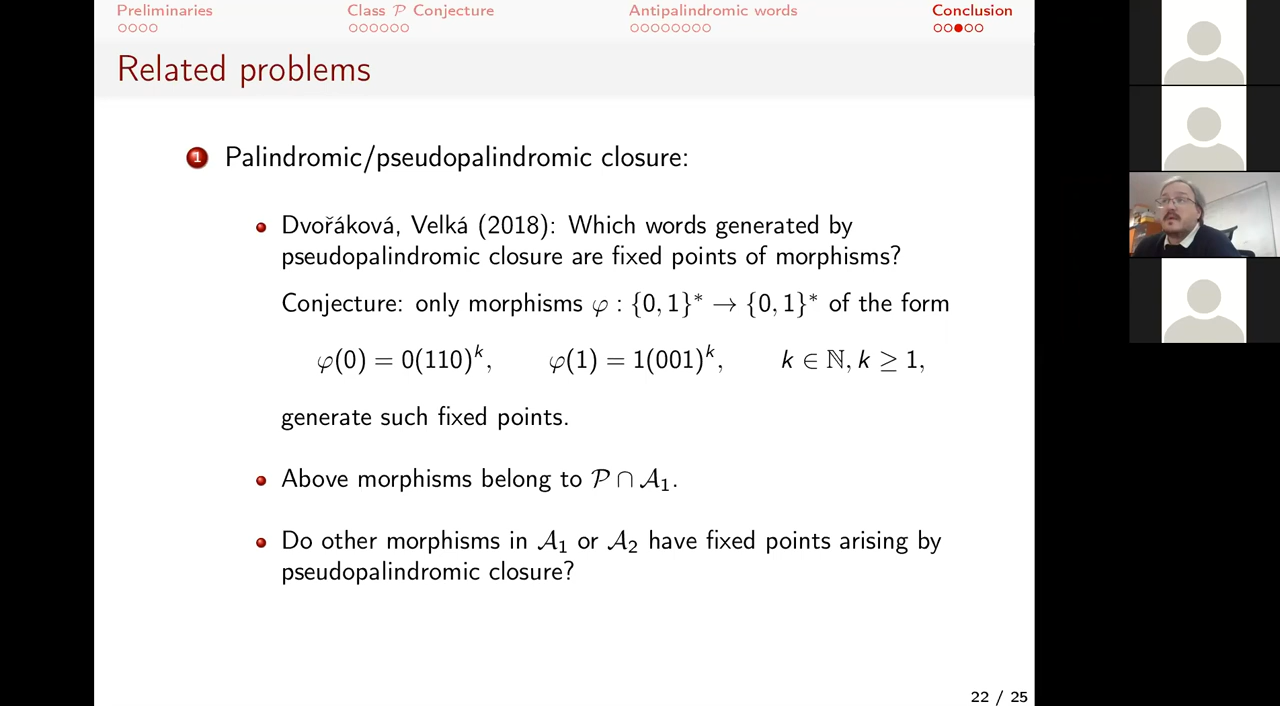 Preliminaries Class 𝒫 Conjecture Antipalindromic words Conclusion
Related problems
1 Palindromic/pseudopalindromic closure:
Dvořáková, Velká (2018): Which words generated by
pseudopalindromic closure are fixed points of morphisms?
Conjecture: only morphisms φ : {0, 1}* → {0, 1}* of the form
φ(0) = 0(110)^k, φ(1) = 1(001)^k, k ∈ ℕ, k ≥ 1,
generate such fixed points.
Above morphisms belong to 𝒫 ∩ 𝒜₁.
Do other morphisms in 𝒜₁ or 𝒜₂ have fixed points arising by
pseudopalindromic closure?
22 / 25